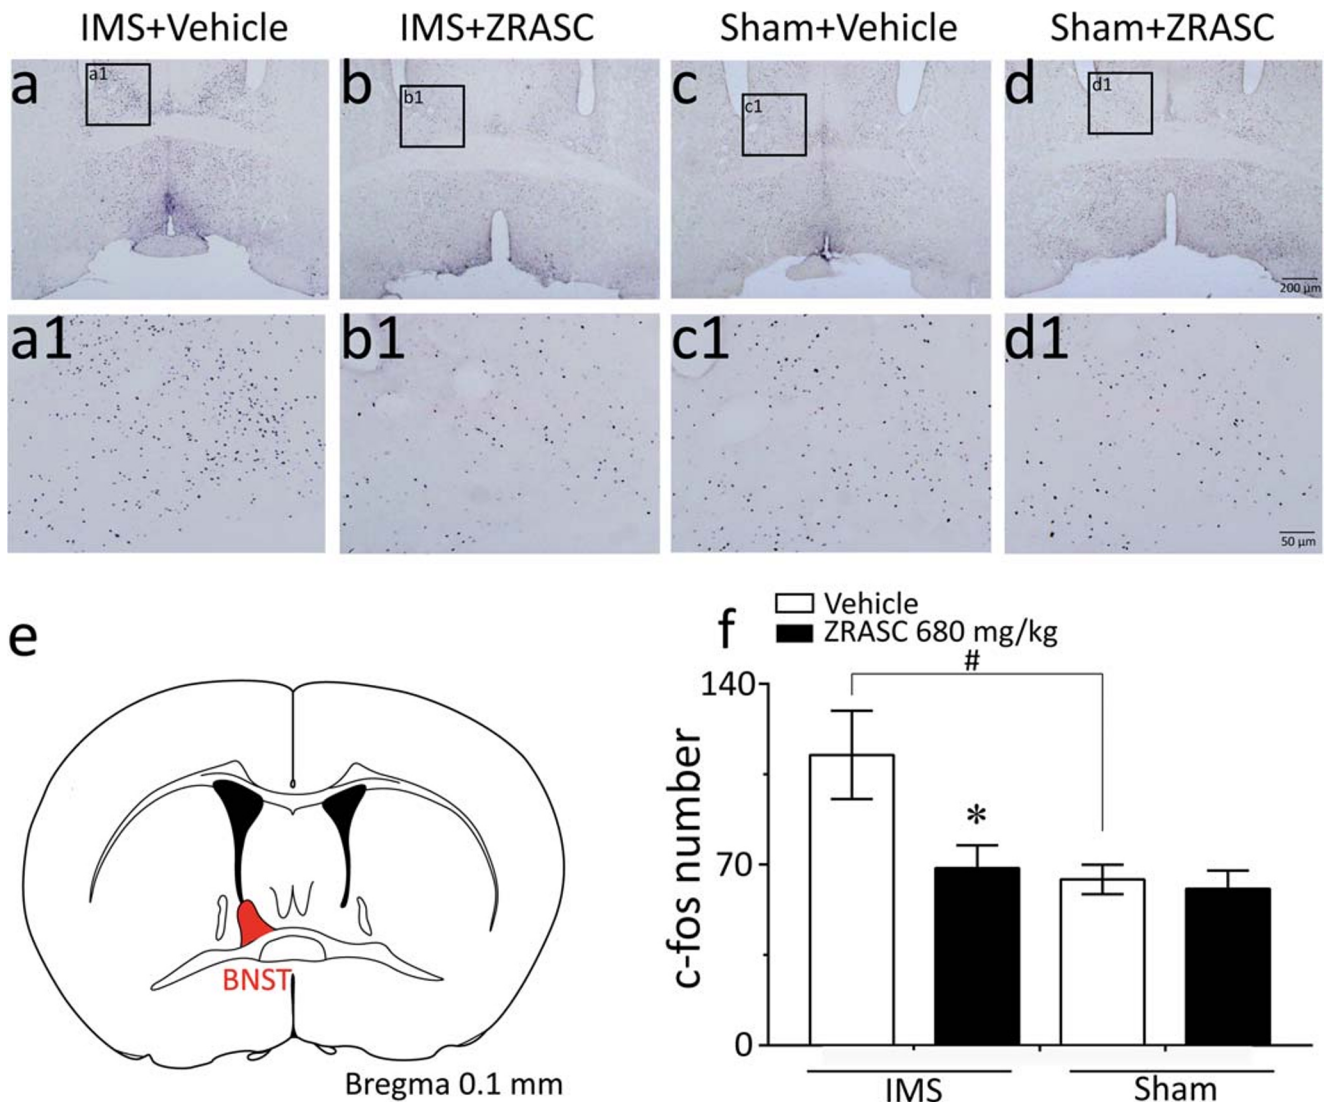 IMS+Vehicle IMS+ZRASC Sham+Vehicle Sham+ZRASC
a b c d
a1 b1 c1 d1
200 µm
a1 b1 c1 d1
50 µm
e
BNST
Bregma 0.1 mm
f
Vehicle
ZRASC 680 mg/kg
#
140
*
70
0
c-fos number
IMS Sham